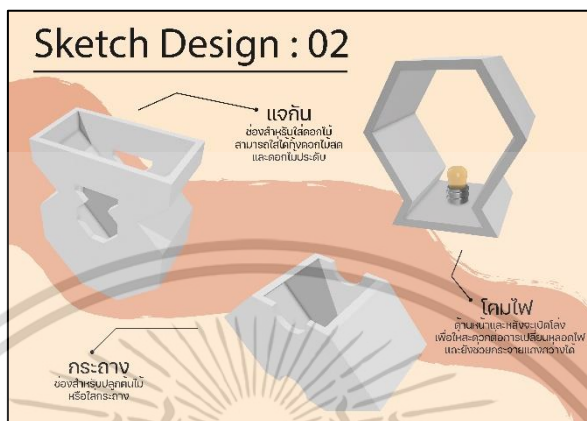 Sketch Design : 02
แจกัน
ช่องสำหรับใส่ดอกไม้
สามารถใส่ได้ทั้งดอกไม้สด
และดอกไม้ประดับ
โคมไฟ
ด้านหน้าและหลังจะเปิดโล่ง
เพื่อให้สะดวกต่อการเปลี่ยนหลอดไฟ
และยังช่วยกระจายแสงกว้างได้
กระถาง
ช่องสำหรับปลูกต้นไม้
หรือใส่กระถาง